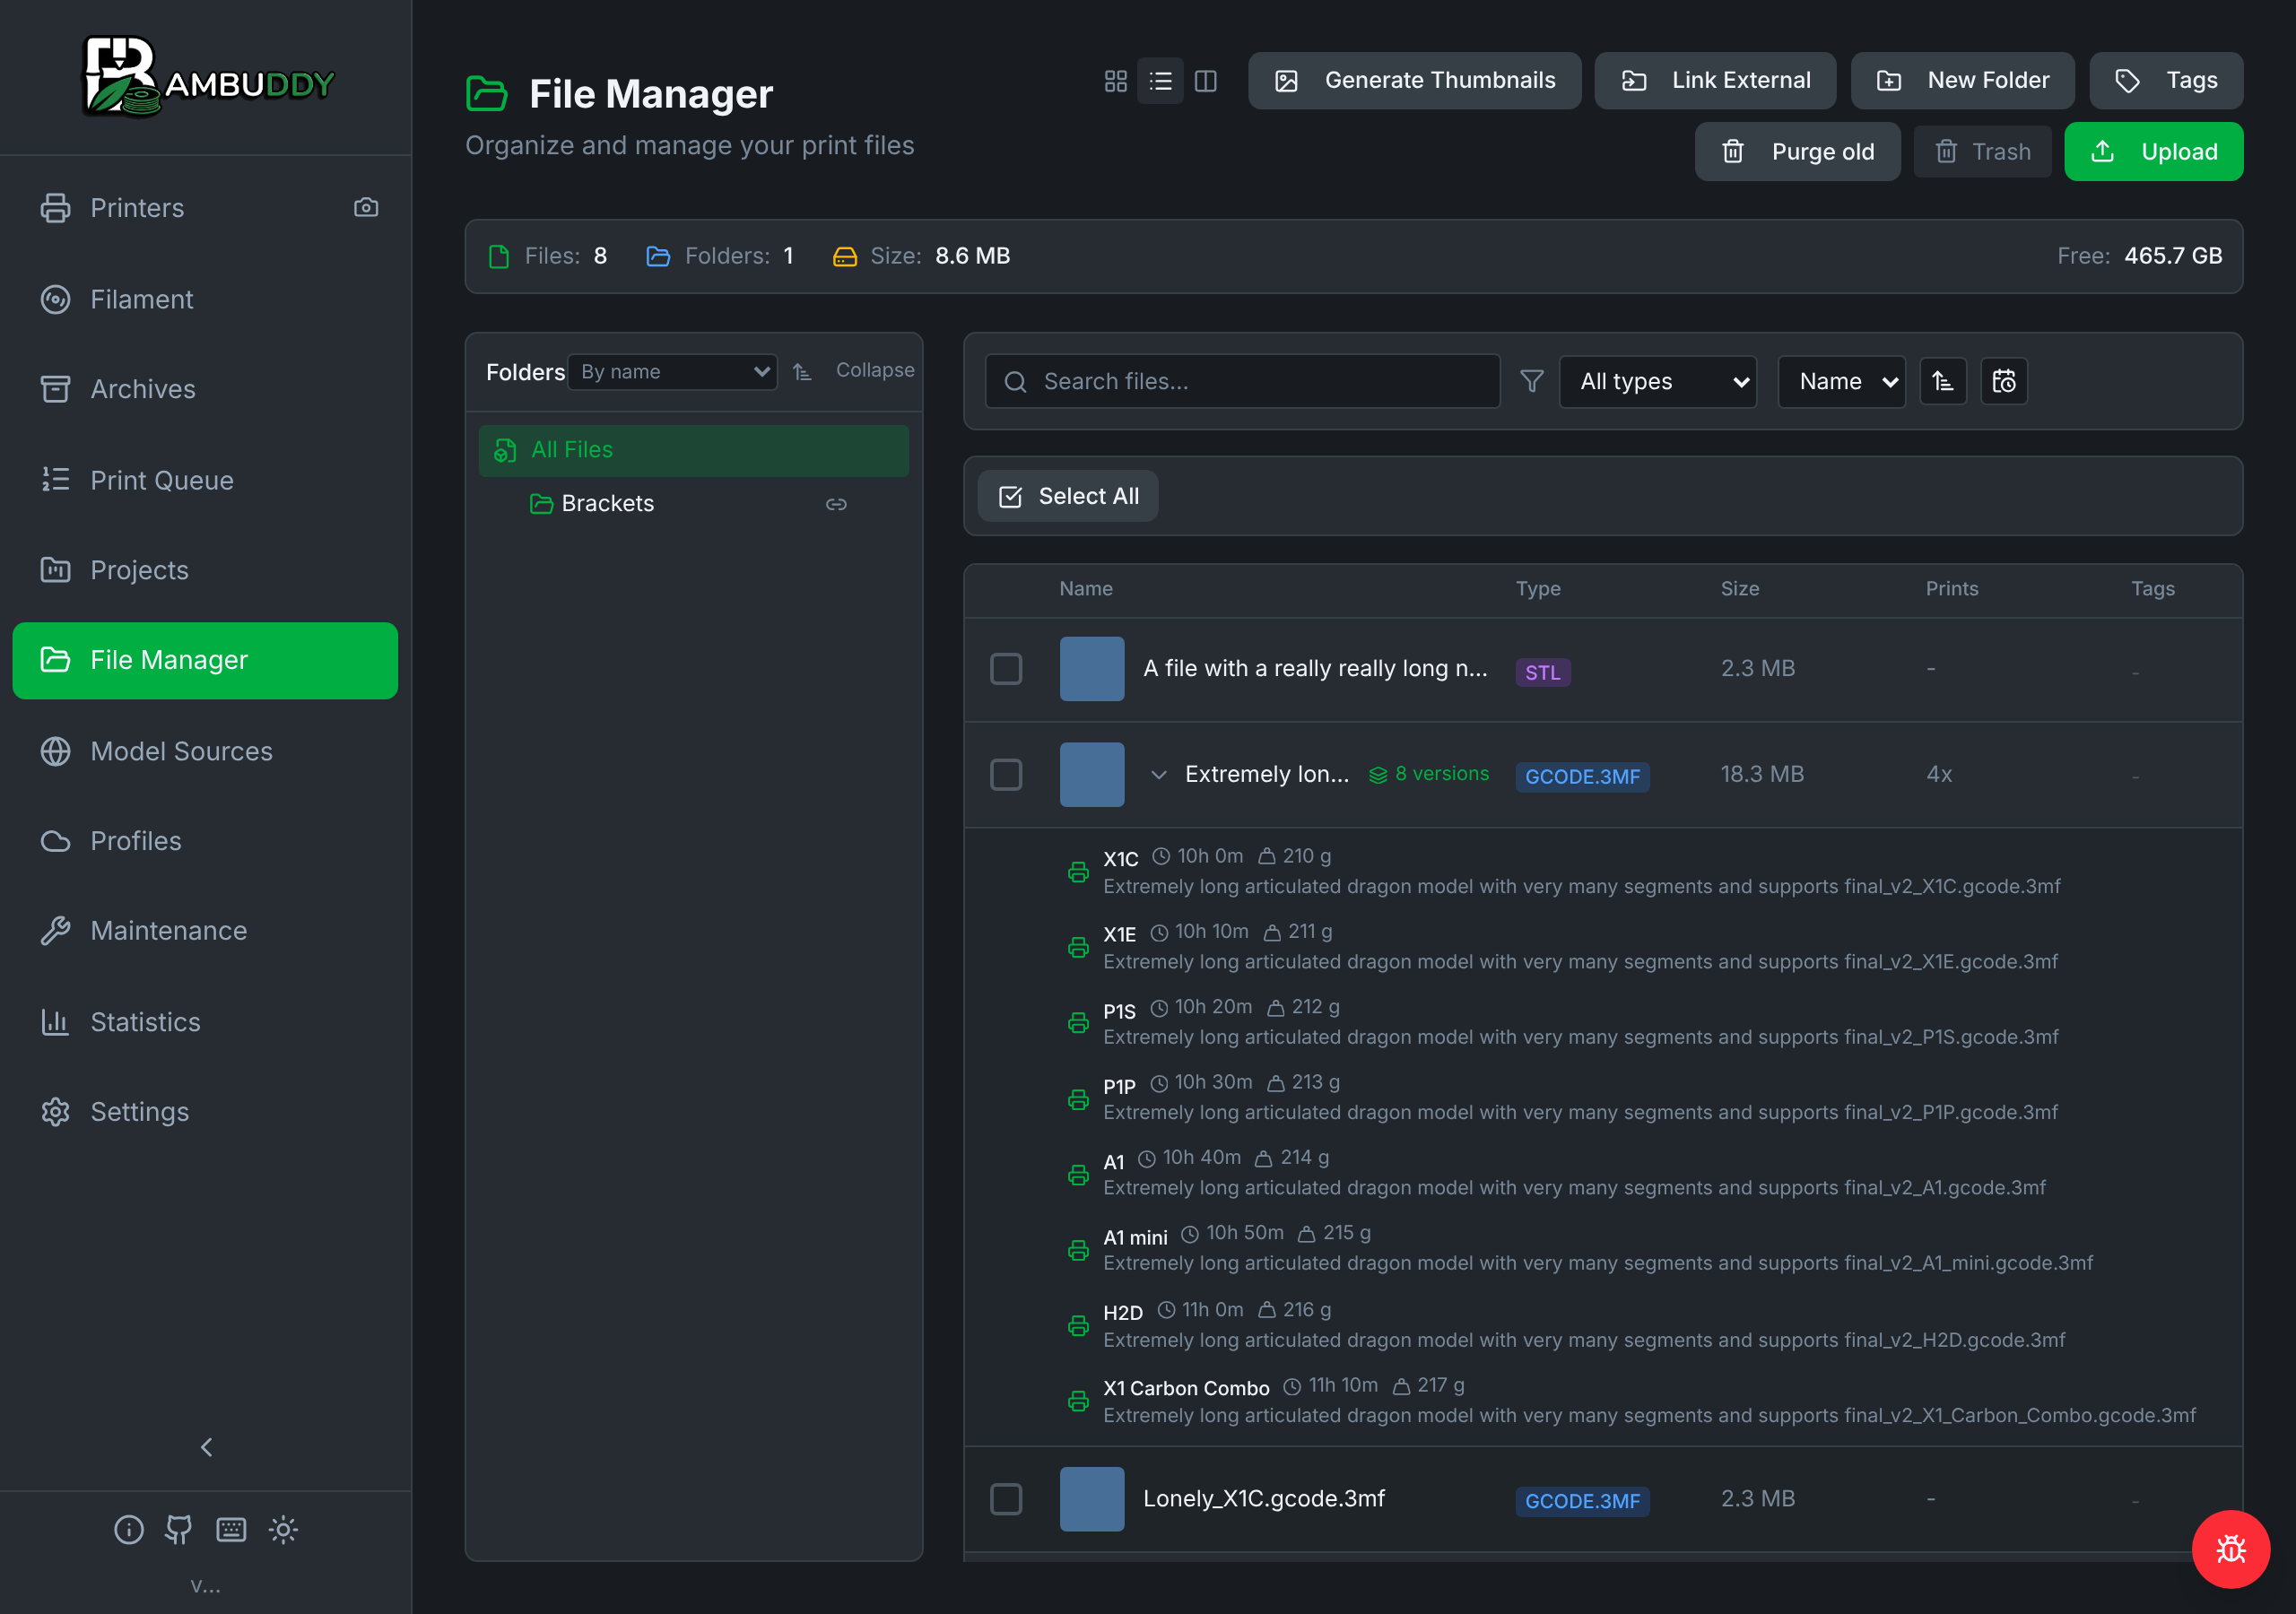 BAMBUDDY
Printers
Filament
Archives
Print Queue
Projects
File Manager
Model Sources
Profiles
Maintenance
Statistics
Settings
v...
File Manager
Organize and manage your print files
Generate Thumbnails
Link External
New Folder
Tags
Purge old
Trash
Upload
Files: 8
Folders: 1
Size: 8.6 MB
Free: 465.7 GB
Folders
By name
Collapse
All Files
Brackets
Search files...
All types
Name
Select All
Name Type Size Prints Tags
A file with a really really long n... STL 2.3 MB - -
Extremely lon... 8 versions GCODE.3MF 18.3 MB 4x -
X1C 10h 0m 210 g
Extremely long articulated dragon model with very many segments and supports final_v2_X1C.gcode.3mf
X1E 10h 10m 211 g
Extremely long articulated dragon model with very many segments and supports final_v2_X1E.gcode.3mf
P1S 10h 20m 212 g
Extremely long articulated dragon model with very many segments and supports final_v2_P1S.gcode.3mf
P1P 10h 30m 213 g
Extremely long articulated dragon model with very many segments and supports final_v2_P1P.gcode.3mf
A1 10h 40m 214 g
Extremely long articulated dragon model with very many segments and supports final_v2_A1.gcode.3mf
A1 mini 10h 50m 215 g
Extremely long articulated dragon model with very many segments and supports final_v2_A1_mini.gcode.3mf
H2D 11h 0m 216 g
Extremely long articulated dragon model with very many segments and supports final_v2_H2D.gcode.3mf
X1 Carbon Combo 11h 10m 217 g
Extremely long articulated dragon model with very many segments and supports final_v2_X1_Carbon_Combo.gcode.3mf
Lonely_X1C.gcode.3mf GCODE.3MF 2.3 MB - -